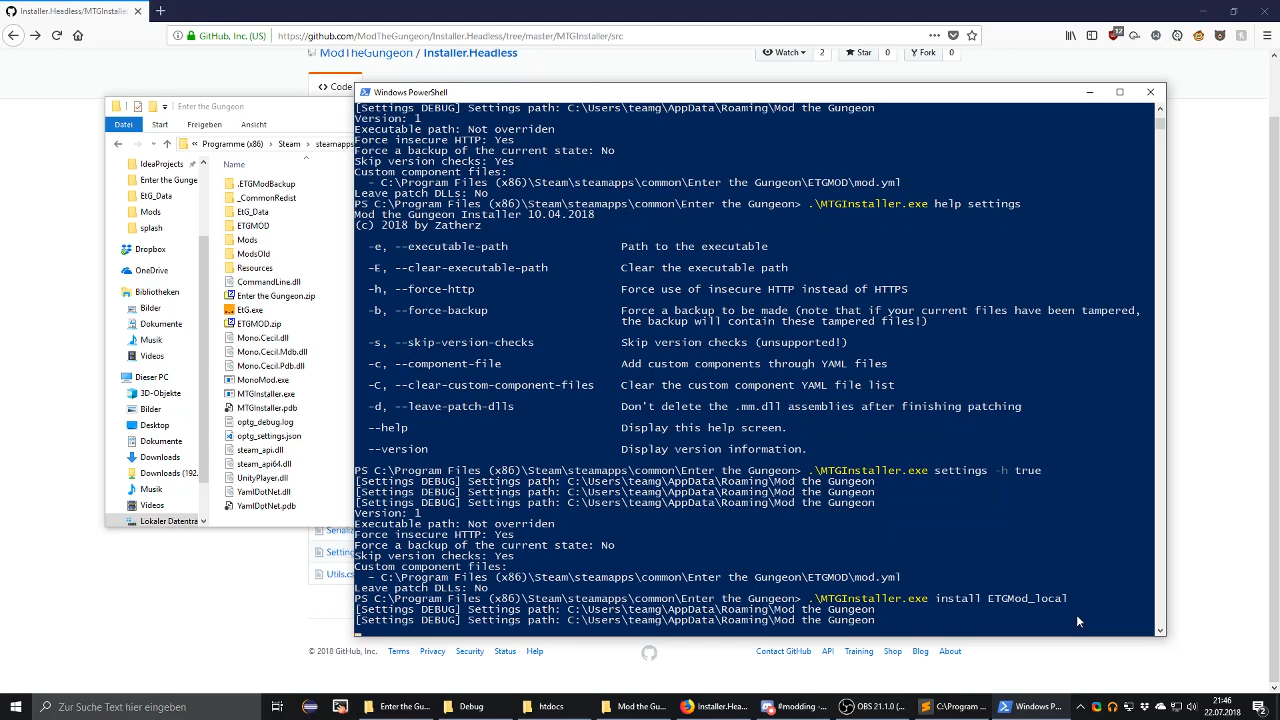 Installer.Headless/MTGInstaller
GitHub, Inc. (US)
https://github.com/ModTheGungeon/Installer.Headless/tree/master/MTGInstaller/src
12
ModTheGungeon / Installer.Headless
Watch 2 Star 0 Fork 0
<> Code
Enter the Gungeon
Datei Start Freigeben Ansicht
Programme (x86) > Steam > steamapps
IdeaProjects
Enter the Gunge
EtG_Data
Mods
splash
Dropbox
OneDrive
Bibliotheken
Bilder
Dokumente
Musik
Videos
Dieser PC
3D-Objekte
Bilder
Desktop
Dokumente
Downloads
Downloads (192.
Musik
Videos
Lokaler Datentra
Name
.ETGModBackup
_CommonRedist
EtG_Data
ETGMOD
Mods
ModsOld
Resources
CommandLine.dll
Enter the Gungeon.zip
EtG.exe
ETGMOD.zip
Mono.Cecil.dll
Mono.Cecil.Mdb.dll
Mono.Cecil.Pdb.dll
MonoMod.exe
MTGInstaller.exe
MTGInstaller.pdb
optg_debug.log
optg_settings.json
steam_api.dll
steam_api64.dll
UnityPlayer.dll
YamlDotNet.dll
YamlDotNet.pdb
Windows PowerShell
[Settings DEBUG] Settings path: C:\Users\teamg\AppData\Roaming\Mod the Gungeon
Version: 1
Executable path: Not overriden
Force insecure HTTP: Yes
Force a backup of the current state: No
Skip version checks: Yes
Custom component files:
- C:\Program Files (x86)\Steam\steamapps\common\Enter the Gungeon\ETGMOD\mod.yml
Leave patch DLLs: No
PS C:\Program Files (x86)\Steam\steamapps\common\Enter the Gungeon> .\MTGInstaller.exe help settings
Mod the Gungeon Installer 10.04.2018
(c) 2018 by Zatherz
-e, --executable-path Path to the executable
-E, --clear-executable-path Clear the executable path
-h, --force-http Force use of insecure HTTP instead of HTTPS
-b, --force-backup Force a backup to be made (note that if your current files have been tampered,
the backup will contain these tampered files!)
-s, --skip-version-checks Skip version checks (unsupported!)
-c, --component-file Add custom components through YAML files
-C, --clear-custom-component-files Clear the custom component YAML file list
-d, --leave-patch-dlls Don't delete the .mm.dll assemblies after finishing patching
--help Display this help screen.
--version Display version information.
PS C:\Program Files (x86)\Steam\steamapps\common\Enter the Gungeon> .\MTGInstaller.exe settings -h true
[Settings DEBUG] Settings path: C:\Users\teamg\AppData\Roaming\Mod the Gungeon
[Settings DEBUG] Settings path: C:\Users\teamg\AppData\Roaming\Mod the Gungeon
[Settings DEBUG] Settings path: C:\Users\teamg\AppData\Roaming\Mod the Gungeon
Version: 1
Executable path: Not overriden
Force insecure HTTP: Yes
Force a backup of the current state: No
Skip version checks: Yes
Custom component files:
- C:\Program Files (x86)\Steam\steamapps\common\Enter the Gungeon\ETGMOD\mod.yml
Leave patch DLLs: No
PS C:\Program Files (x86)\Steam\steamapps\common\Enter the Gungeon> .\MTGInstaller.exe install ETGMod_local
[Settings DEBUG] Settings path: C:\Users\teamg\AppData\Roaming\Mod the Gungeon
[Settings DEBUG] Settings path: C:\Users\teamg\AppData\Roaming\Mod the Gungeon
Serializ
Setting
Utils.cs
© 2018 GitHub, Inc. Terms Privacy Security Status Help Contact GitHub API Training Shop Blog About
Zur Suche Text hier eingeben
Enter the Gu... Debug htdocs Mod the Gu... Installer.Hea... #modding - ... OBS 21.1.0 (... C:\Program ... Windows Po...
21:46
22.07.2018
2